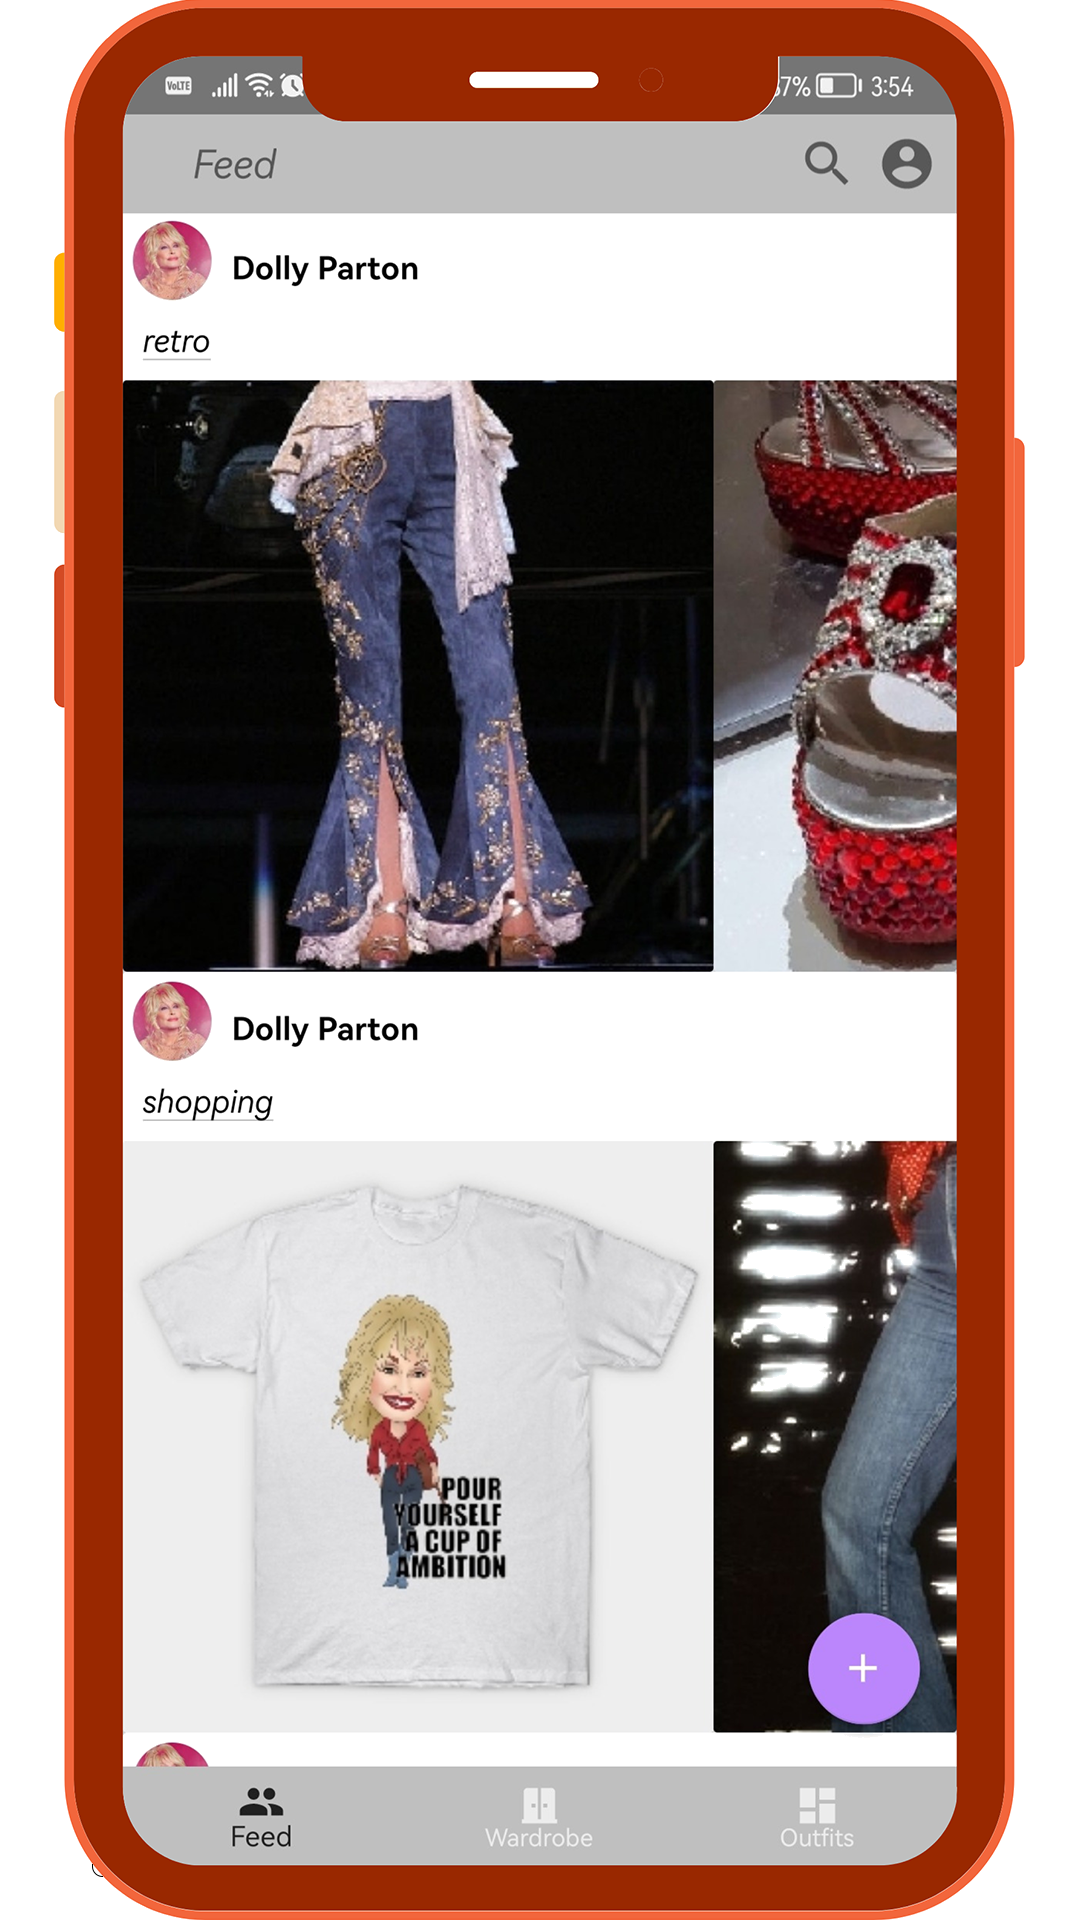 VoLTE 7% 3:54
Feed
Dolly Parton
retro
Dolly Parton
shopping
POUR
YOURSELF
A CUP OF
AMBITION
Feed Wardrobe Outfits